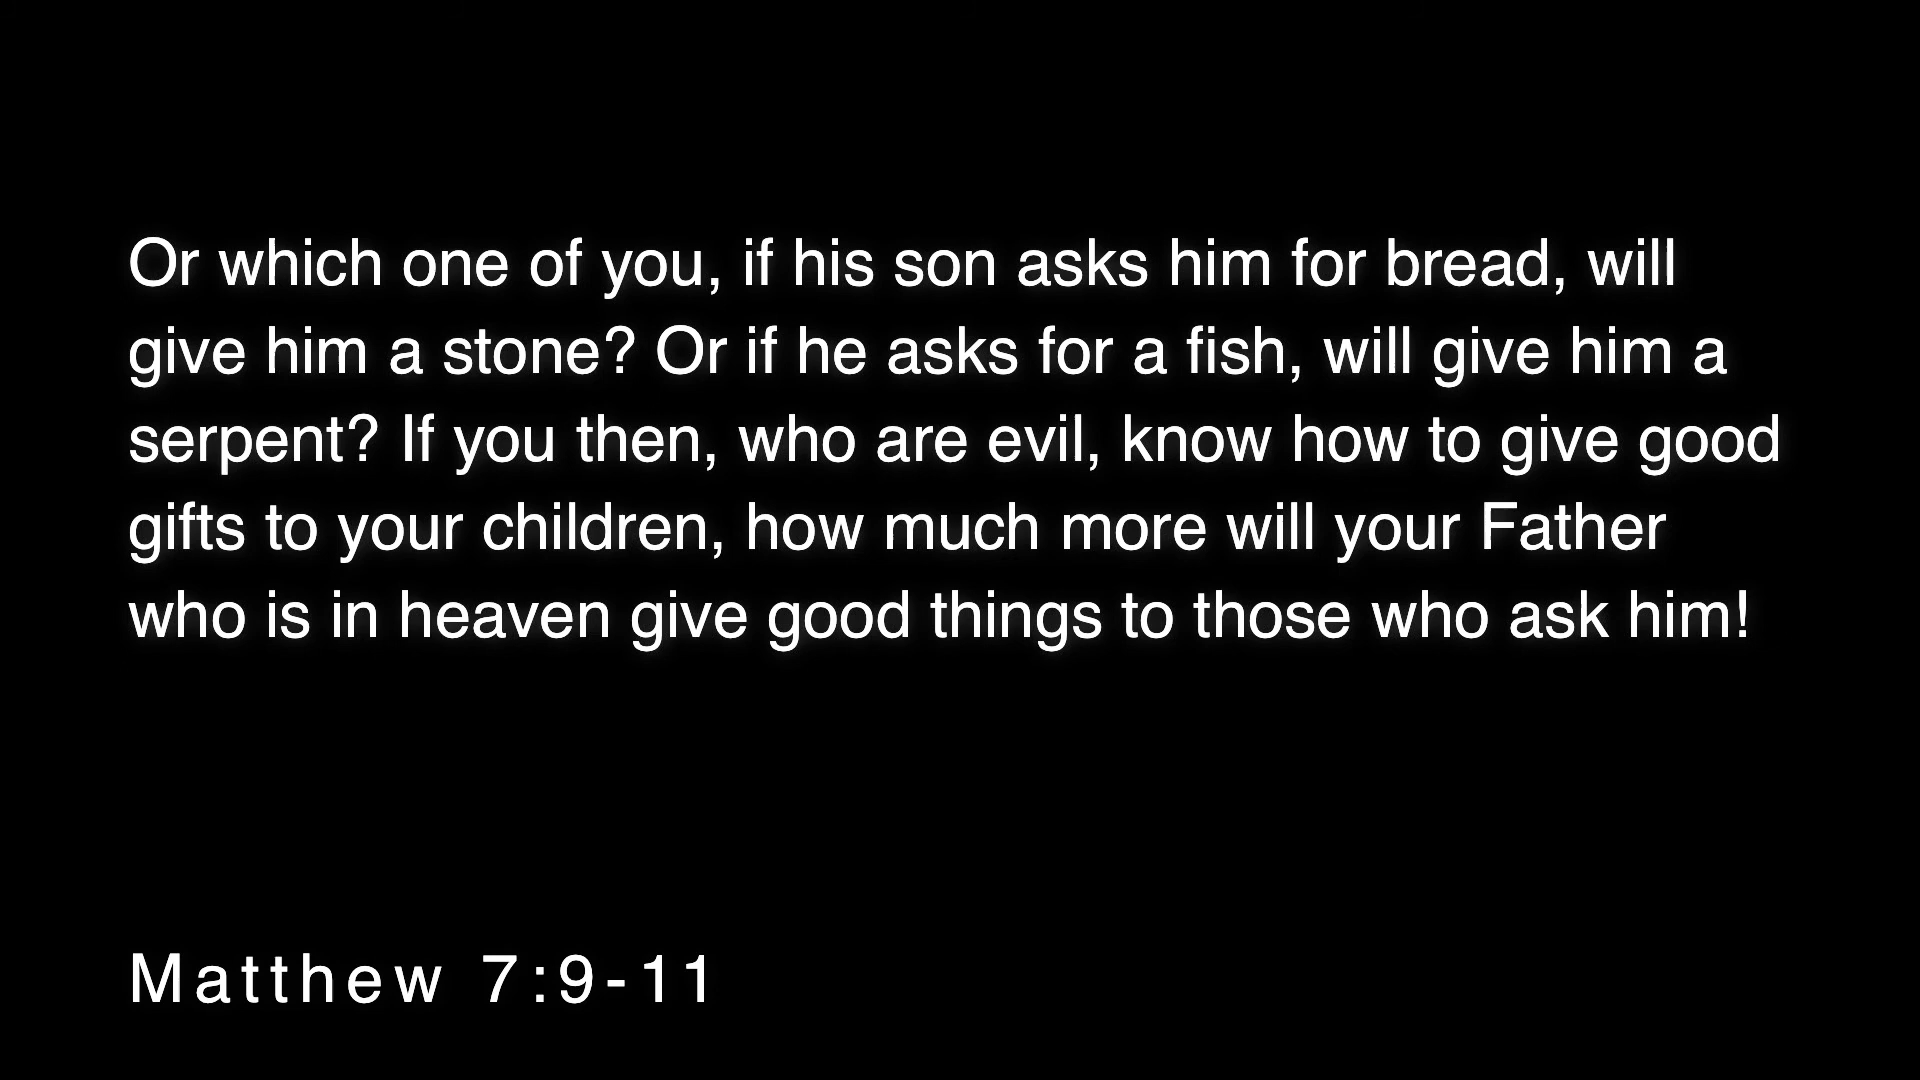 Or which one of you, if his son asks him for bread, will
give him a stone? Or if he asks for a fish, will give him a
serpent? If you then, who are evil, know how to give good
gifts to your children, how much more will your Father
who is in heaven give good things to those who ask him!
Matthew 7:9-11